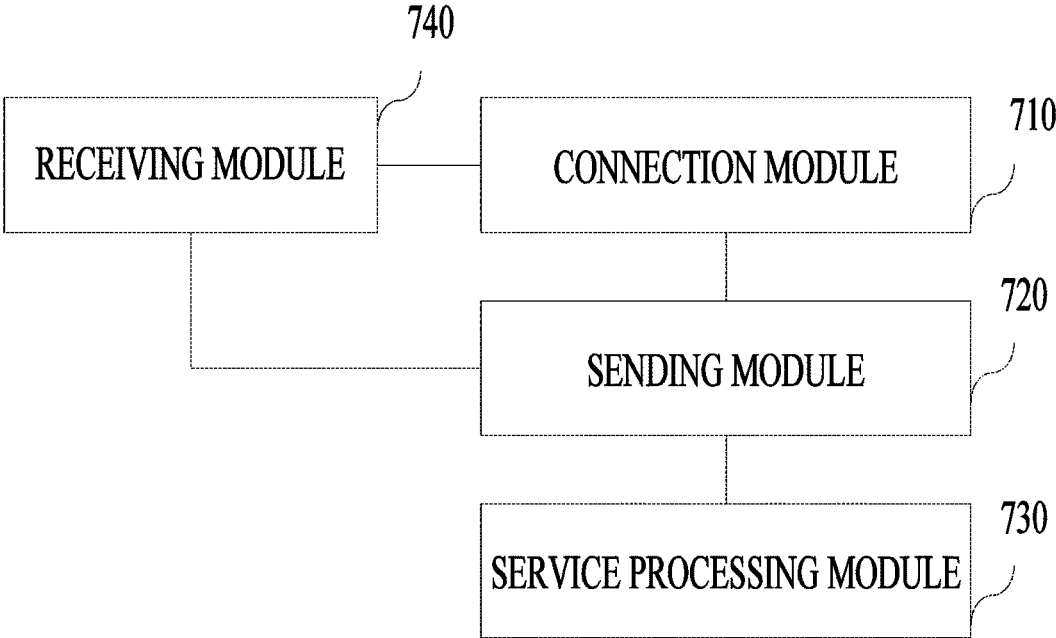 740
710
RECEIVING MODULE
CONNECTION MODULE
720
SENDING MODULE
730
SERVICE PROCESSING MODULE